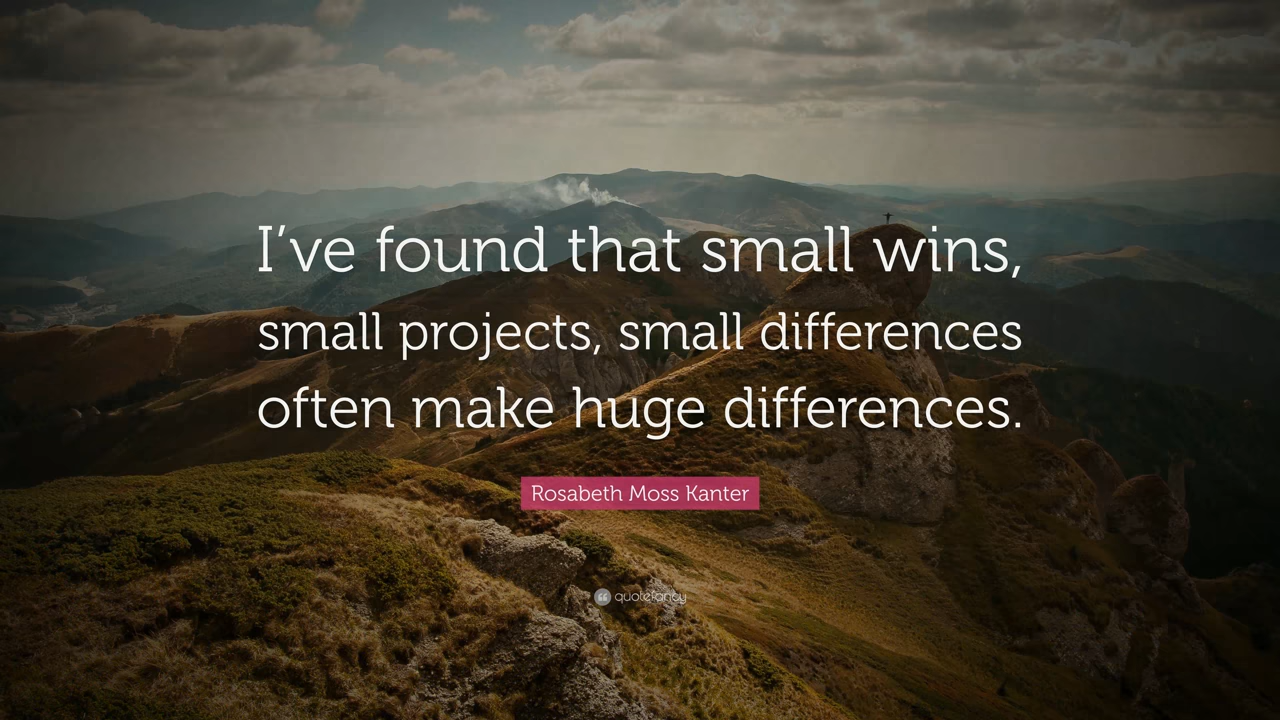 I’ve found that small wins,
small projects, small differences
often make huge differences.
Rosabeth Moss Kanter
quotefancy